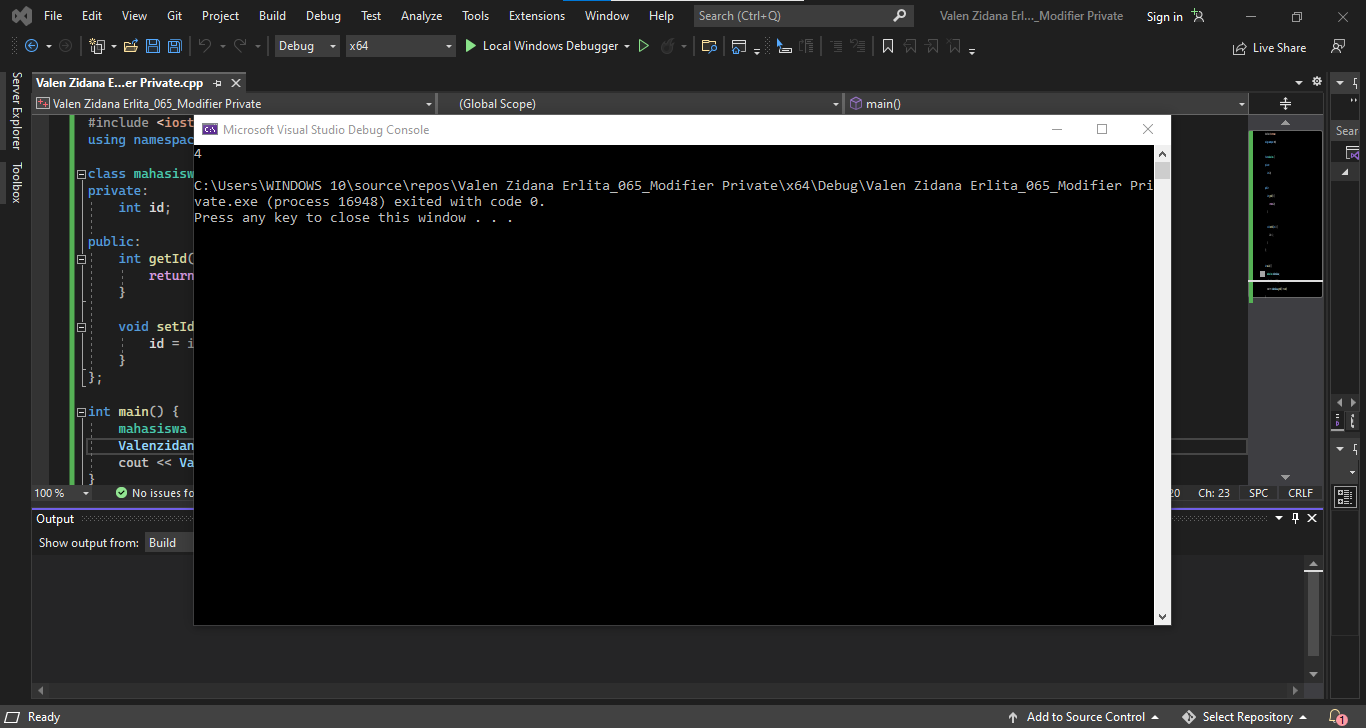 File Edit View Git Project Build Debug Test Analyze Tools Extensions Window Help Search (Ctrl+Q) Valen Zidana Erl..._Modifier Private Sign in
Debug x64 Local Windows Debugger Live Share
Server Explorer
Toolbox
Valen Zidana E...er Private.cpp
Valen Zidana Erlita_065_Modifier Private (Global Scope) main()
#include <iost
using namespac
class mahasisw
private:
int id;
public:
int getId(
return
}
void setId
id = i
}
};
int main() {
mahasiswa
Valenzidan
cout << Va
}
Microsoft Visual Studio Debug Console
4
C:\Users\WINDOWS 10\source\repos\Valen Zidana Erlita_065_Modifier Private\x64\Debug\Valen Zidana Erlita_065_Modifier Pri
vate.exe (process 16948) exited with code 0.
Press any key to close this window . . .
Sear
100 % No issues fo 20 Ch: 23 SPC CRLF
Output
Show output from: Build
Ready Add to Source Control Select Repository 1